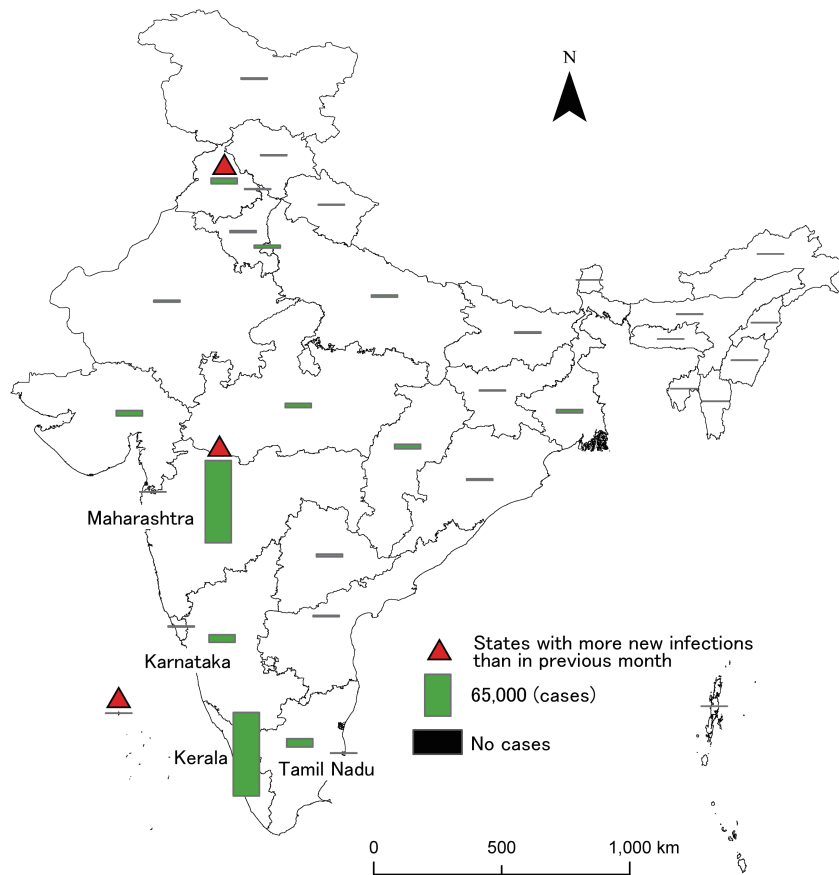 N
Maharashtra
Karnataka
Kerala
Tamil Nadu
States with more new infections
than in previous month
65,000 (cases)
No cases
0 500 1,000 km